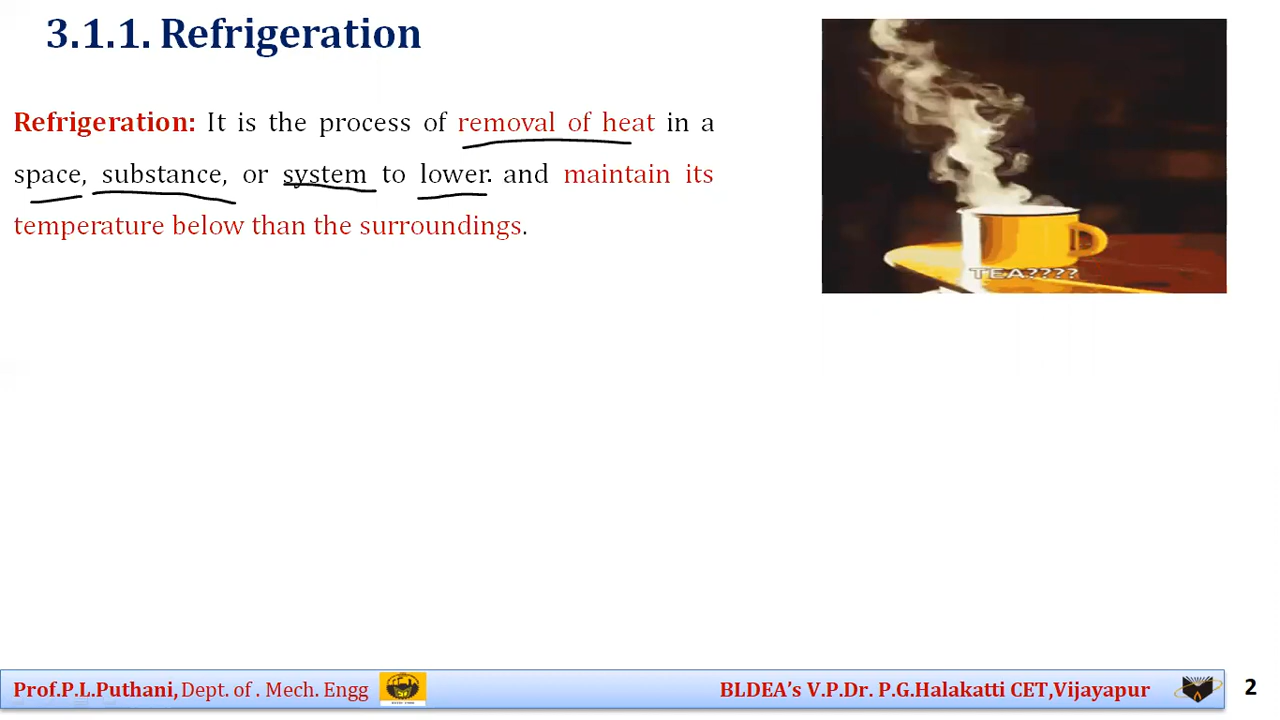 3.1.1. Refrigeration
Refrigeration: It is the process of removal of heat in a
space, substance, or system to lower. and maintain its
temperature below than the surroundings.
TEA????
Prof.P.L.Puthani, Dept. of . Mech. Engg
BLDEA's V.P.Dr. P.G.Halakatti CET,Vijayapur
2